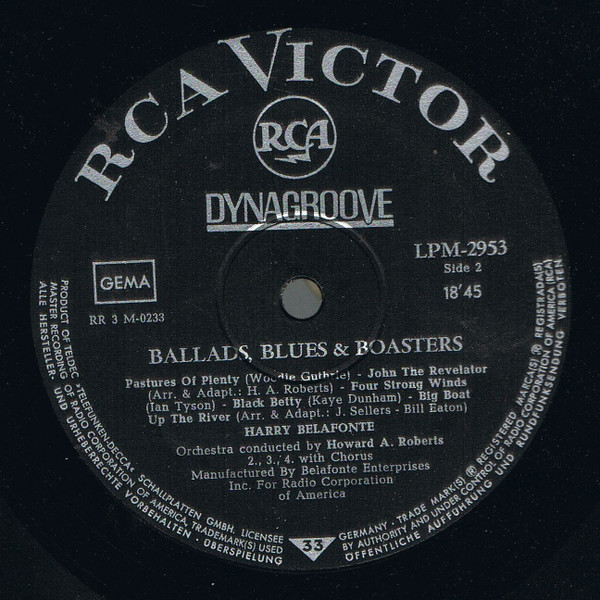 RCA VICTOR
RCA
DYNAGROOVE
LPM-2953
Side 2
GEMA
18'45
RR 3 M-0233
BALLADS, BLUES & BOASTERS
Pastures Of Plenty (Woodie Guthrie) - John The Revelator
(Arr. & Adapt.: H. A. Roberts) - Four Strong Winds
(Ian Tyson) - Black Betty (Kaye Dunham) - Big Boat
Up The River (Arr. & Adapt.: J. Sellers - Bill Eaton)
HARRY BELAFONTE
Orchestra conducted by Howard A. Roberts
2., 3., 4. with Chorus
Manufactured By Belafonte Enterprises
Inc. For Radio Corporation
of America
PRODUCT OF TELDEC »TELEFUNKEN-DECCA« SCHALLPLATTEN GMBH. LICENSEE
MASTER RECORDING OF RADIO CORPORATION OF AMERICA, TRADEMARK(S) USED
ALLE HERSTELLER- UND URHEBERRECHTE VORBEHALTEN · ÜBERSPIELUNG
33
GERMANY - TRADE MARK(S) ® REGISTERED · MARCA(S) ® REGISTRADA(S)
BY AUTHORITY AND UNDER CONTROL OF RADIO CORPORATION OF AMERICA (RCA)
ÖFFENTLICHE AUFFÜHRUNG UND RUNDFUNKSENDUNG VERBOTEN